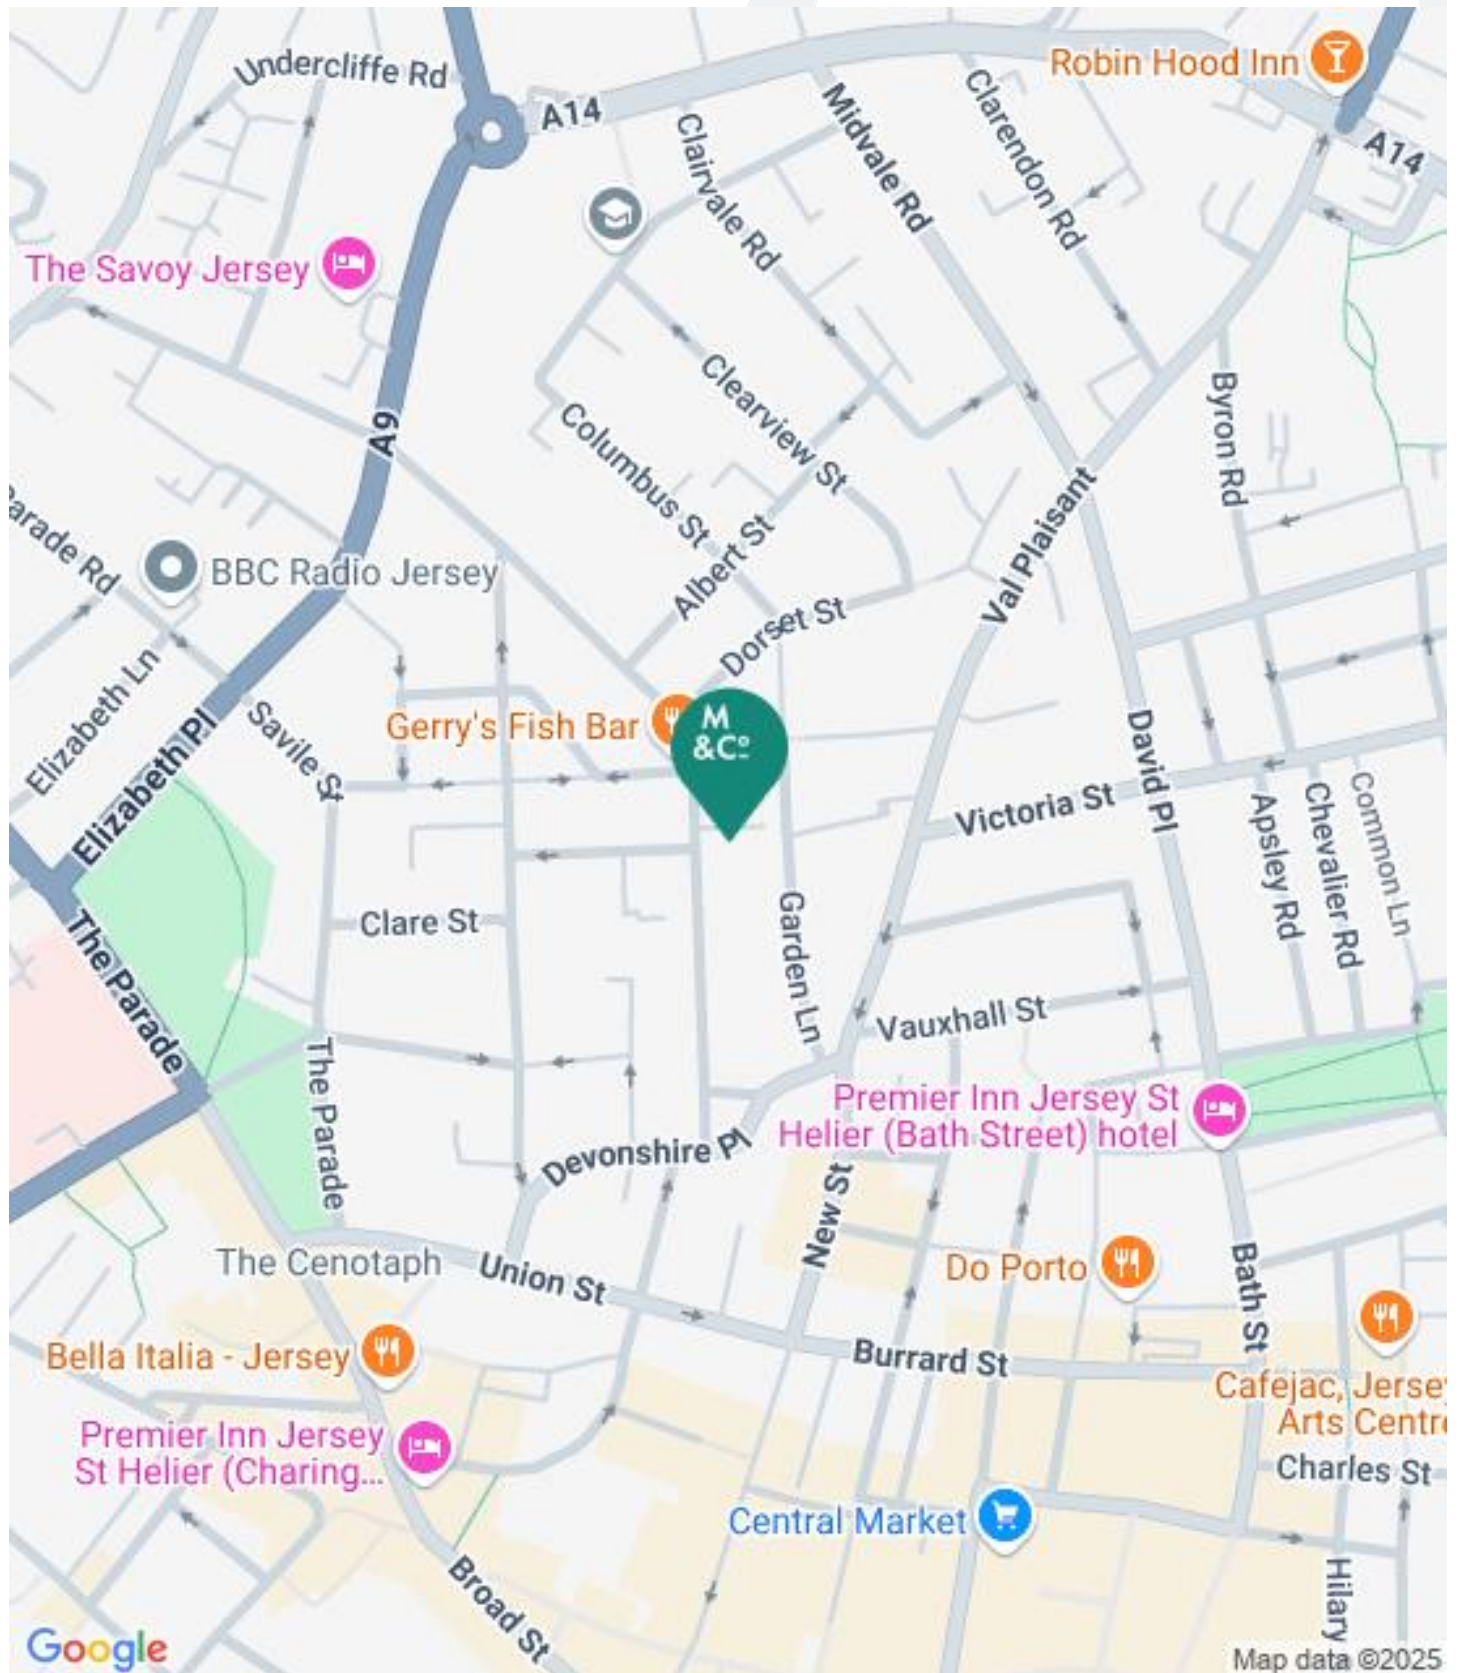 Undercliffe Rd
A14
Robin Hood Inn
A14
Clairvale Rd
Midvale Rd
Clarendon Rd
The Savoy Jersey
A9
Clearview St
Columbus St
Byron Rd
arade Rd
BBC Radio Jersey
Albert St
Val Plaisant
Dorset St
Elizabeth Ln
Savile St
Elizabeth Pl
Gerry's Fish Bar
M
&Co
David Pl
Victoria St
Apsley Rd
Chevalier Rd
Common Ln
Clare St
Garden Ln
The Parade
Vauxhall St
The Parade
Premier Inn Jersey St
Helier (Bath Street) hotel
Devonshire Pl
New St
The Cenotaph
Union St
Do Porto
Bath St
Bella Italia - Jersey
Burrard St
Cafejac, Jersey
Arts Centr
Premier Inn Jersey
St Helier (Charing...
Charles St
Central Market
Broad St
Hilary
Google
Map data ©2025